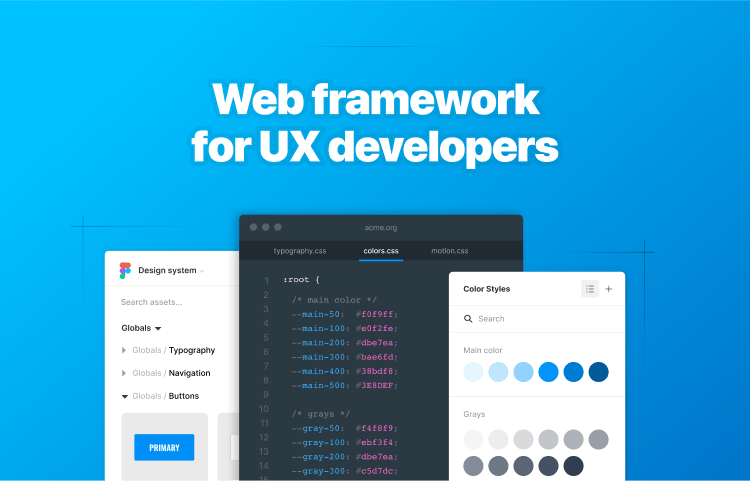 Web framework
for UX developers
acme.org
typography.css
colors.css
motion.css
Design system
Search assets...
Globals
Globals / Typography
Globals / Navigation
Globals / Buttons
PRIMARY
1
2
3
4
5
6
7
8
9
10
11
12
13
14
:root {
/* main color */
--main-50: #f0f9ff;
--main-100: #e0f2fe;
--main-200: #dbe7ea;
--main-300: #bae6fd;
--main-400: #38bdf8;
--main-500: #3E8DEF;
/* grays */
--gray-50: #f4f8f9;
--gray-100: #ebf3f4;
--gray-200: #dbe7ea;
--gray-300: #c5d7dc;
Color Styles
Search
Main color
Grays